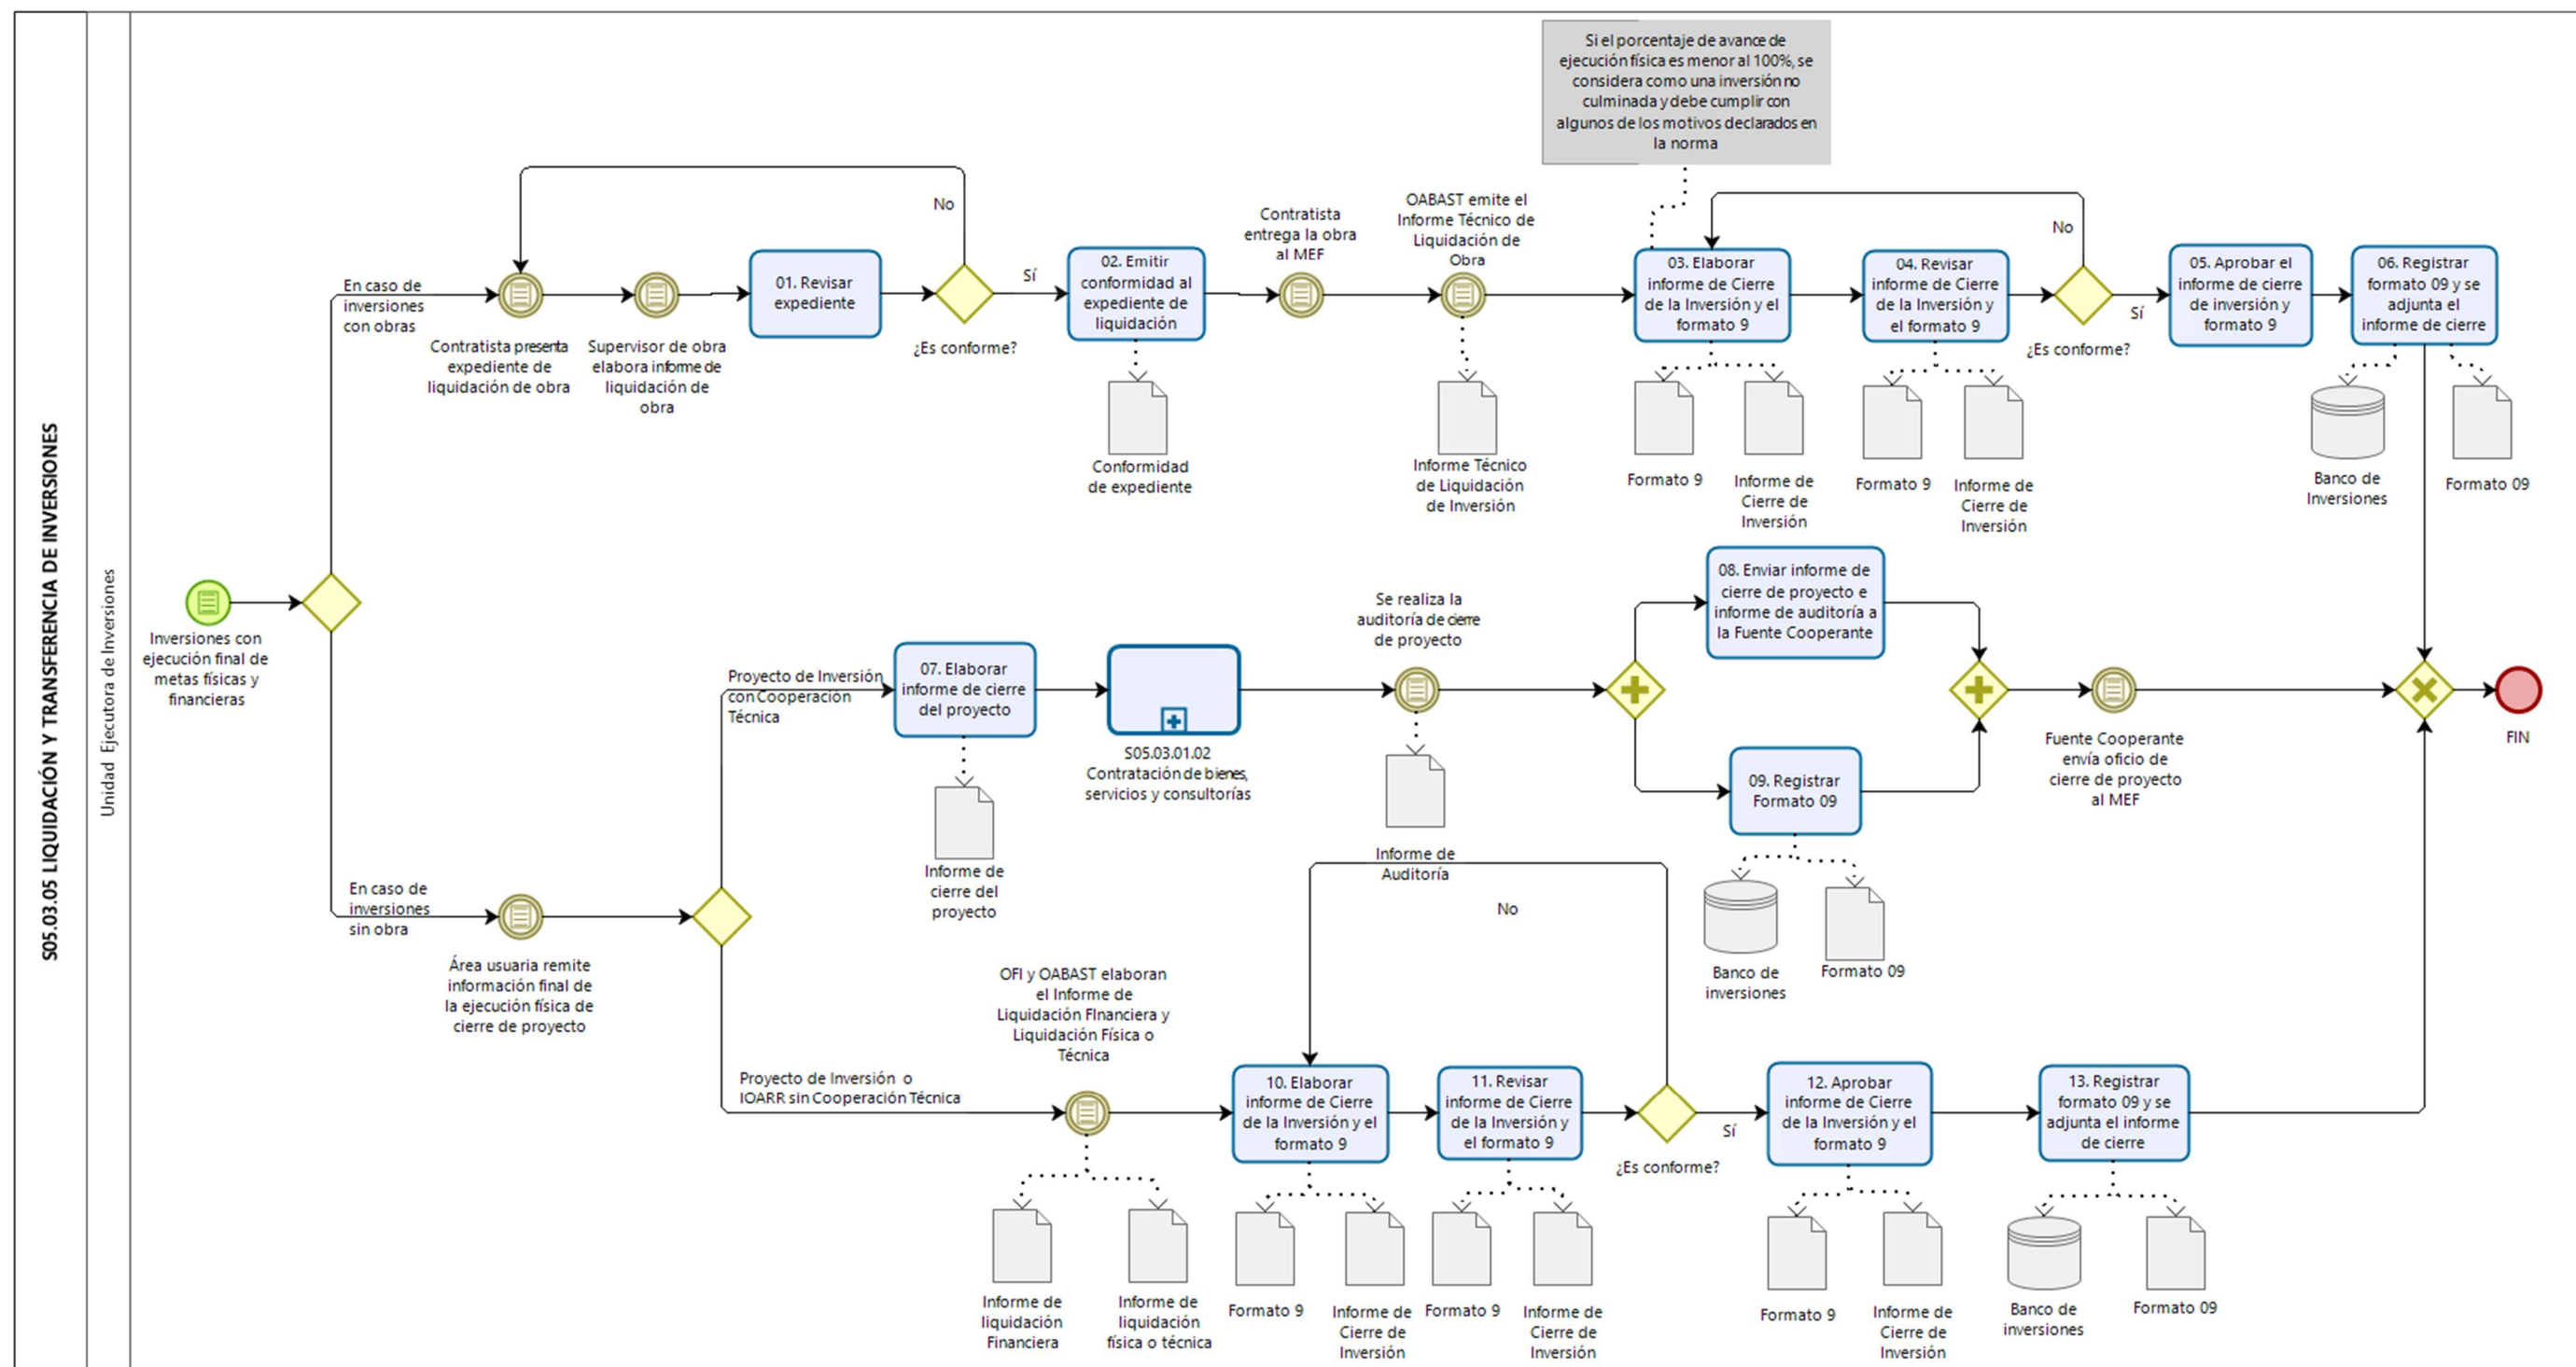 S05.03.05 LIQUIDACIÓN Y TRANSFERENCIA DE INVERSIONES
Unidad Ejecutora de Inversiones
Inversiones con
ejecución final de
metas físicas y
financieras
En caso de
inversiones
con obras
Contratista presenta
expediente de
liquidación de obra
Supervisor de obra
elabora informe de
liquidación de
obra
01. Revisar
expediente
No
¿Es conforme?
Sí
02. Emitir
conformidad al
expediente de
liquidación
Conformidad
de expediente
Contratista
entrega la obra
al MEF
OABAST emite el
Informe Técnico de
Liquidación de
Obra
Informe Técnico
de Liquidación
de Inversión
Si el porcentaje de avance de
ejecución física es menor al 100%, se
considera como una inversión no
culminada y debe cumplir con
algunos de los motivos declarados en
la norma
03. Elaborar
informe de Cierre
de la Inversión y el
formato 9
Formato 9
Informe de
Cierre de
Inversión
04. Revisar
informe de Cierre
de la Inversión y
el formato 9
Formato 9
Informe de
Cierre de
Inversión
No
¿Es conforme?
Sí
05. Aprobar el
informe de cierre
de inversión y
formato 9
06. Registrar
formato 09 y se
adjunta el
informe de cierre
Banco de
Inversiones
Formato 09
En caso de
inversiones
sin obra
Área usuaria remite
información final de
la ejecución física de
cierre de proyecto
Proyecto de Inversión
con Cooperación
Técnica
07. Elaborar
informe de cierre
del proyecto
Informe de
cierre del
proyecto
S05.03.01.02
Contratación de bienes,
servicios y consultorías
Se realiza la
auditoría de cierre
de proyecto
Informe de
Auditoría
08. Enviar informe de
cierre de proyecto e
informe de auditoría a
la Fuente Cooperante
09. Registrar
Formato 09
Banco de
inversiones
Formato 09
Fuente Cooperante
envía oficio de
cierre de proyecto
al MEF
FIN
Proyecto de Inversión o
IOARR sin Cooperación Técnica
OFI y OABAST elaboran
el Informe de
Liquidación FInanciera y
Liquidación Física o
Técnica
Informe de
liquidación
Financiera
Informe de
liquidación
física o técnica
10. Elaborar
informe de Cierre
de la Inversión y el
formato 9
Formato 9
Informe de
Cierre de
Inversión
11. Revisar
informe de Cierre
de la Inversión y
el formato 9
Formato 9
Informe de
Cierre de
Inversión
No
¿Es conforme?
Sí
12. Aprobar
informe de Cierre
de la Inversión y el
formato 9
Formato 9
Informe de
Cierre de
Inversión
13. Registrar
formato 09 y se
adjunta el informe
de cierre
Banco de
inversiones
Formato 09